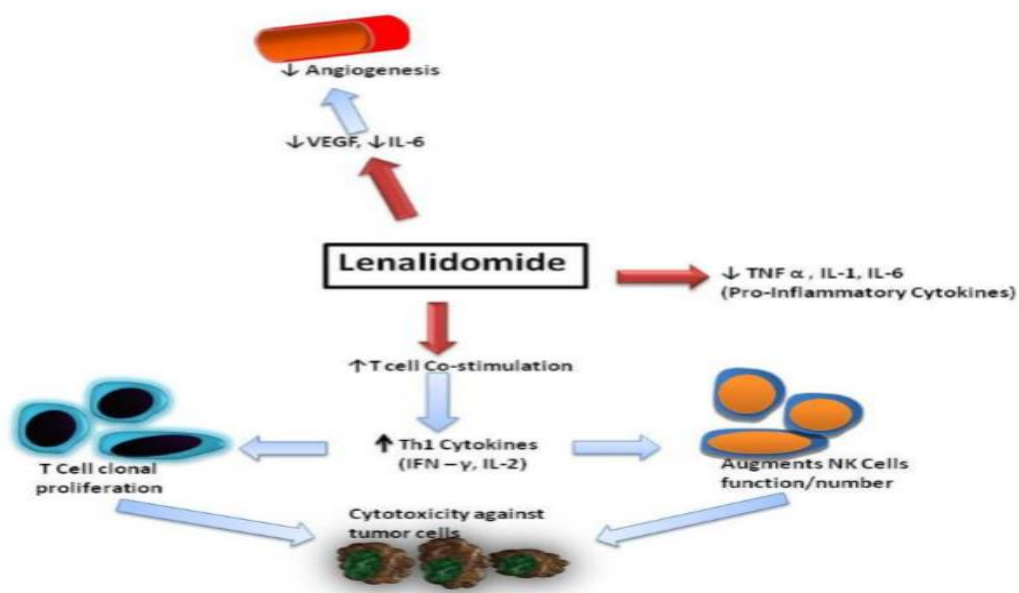 ↓ Angiogenesis
↓VEGF, ↓IL-6
Lenalidomide
↓ TNF α , IL-1, IL-6
(Pro-Inflammatory Cytokines)
↑T cell Co-stimulation
↑ Th1 Cytokines
(IFN – γ, IL-2)
T Cell clonal
proliferation
Augments NK Cells
function/number
Cytotoxicity against
tumor cells